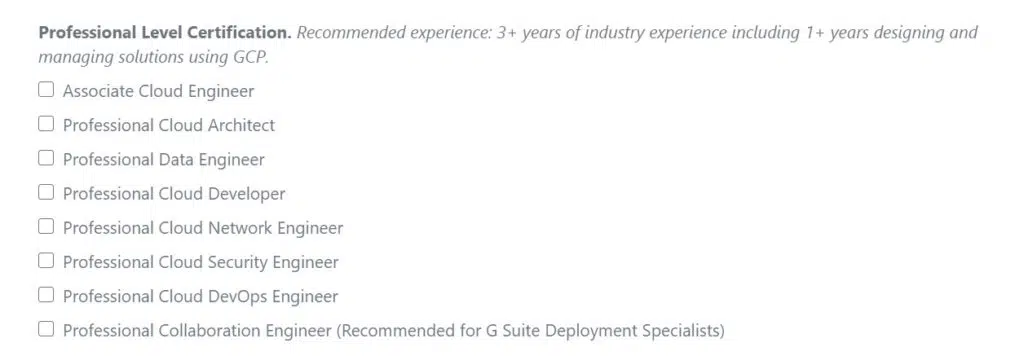 Professional Level Certification. Recommended experience: 3+ years of industry experience including 1+ years designing and
managing solutions using GCP.
Associate Cloud Engineer
Professional Cloud Architect
Professional Data Engineer
Professional Cloud Developer
Professional Cloud Network Engineer
Professional Cloud Security Engineer
Professional Cloud DevOps Engineer
Professional Collaboration Engineer (Recommended for G Suite Deployment Specialists)